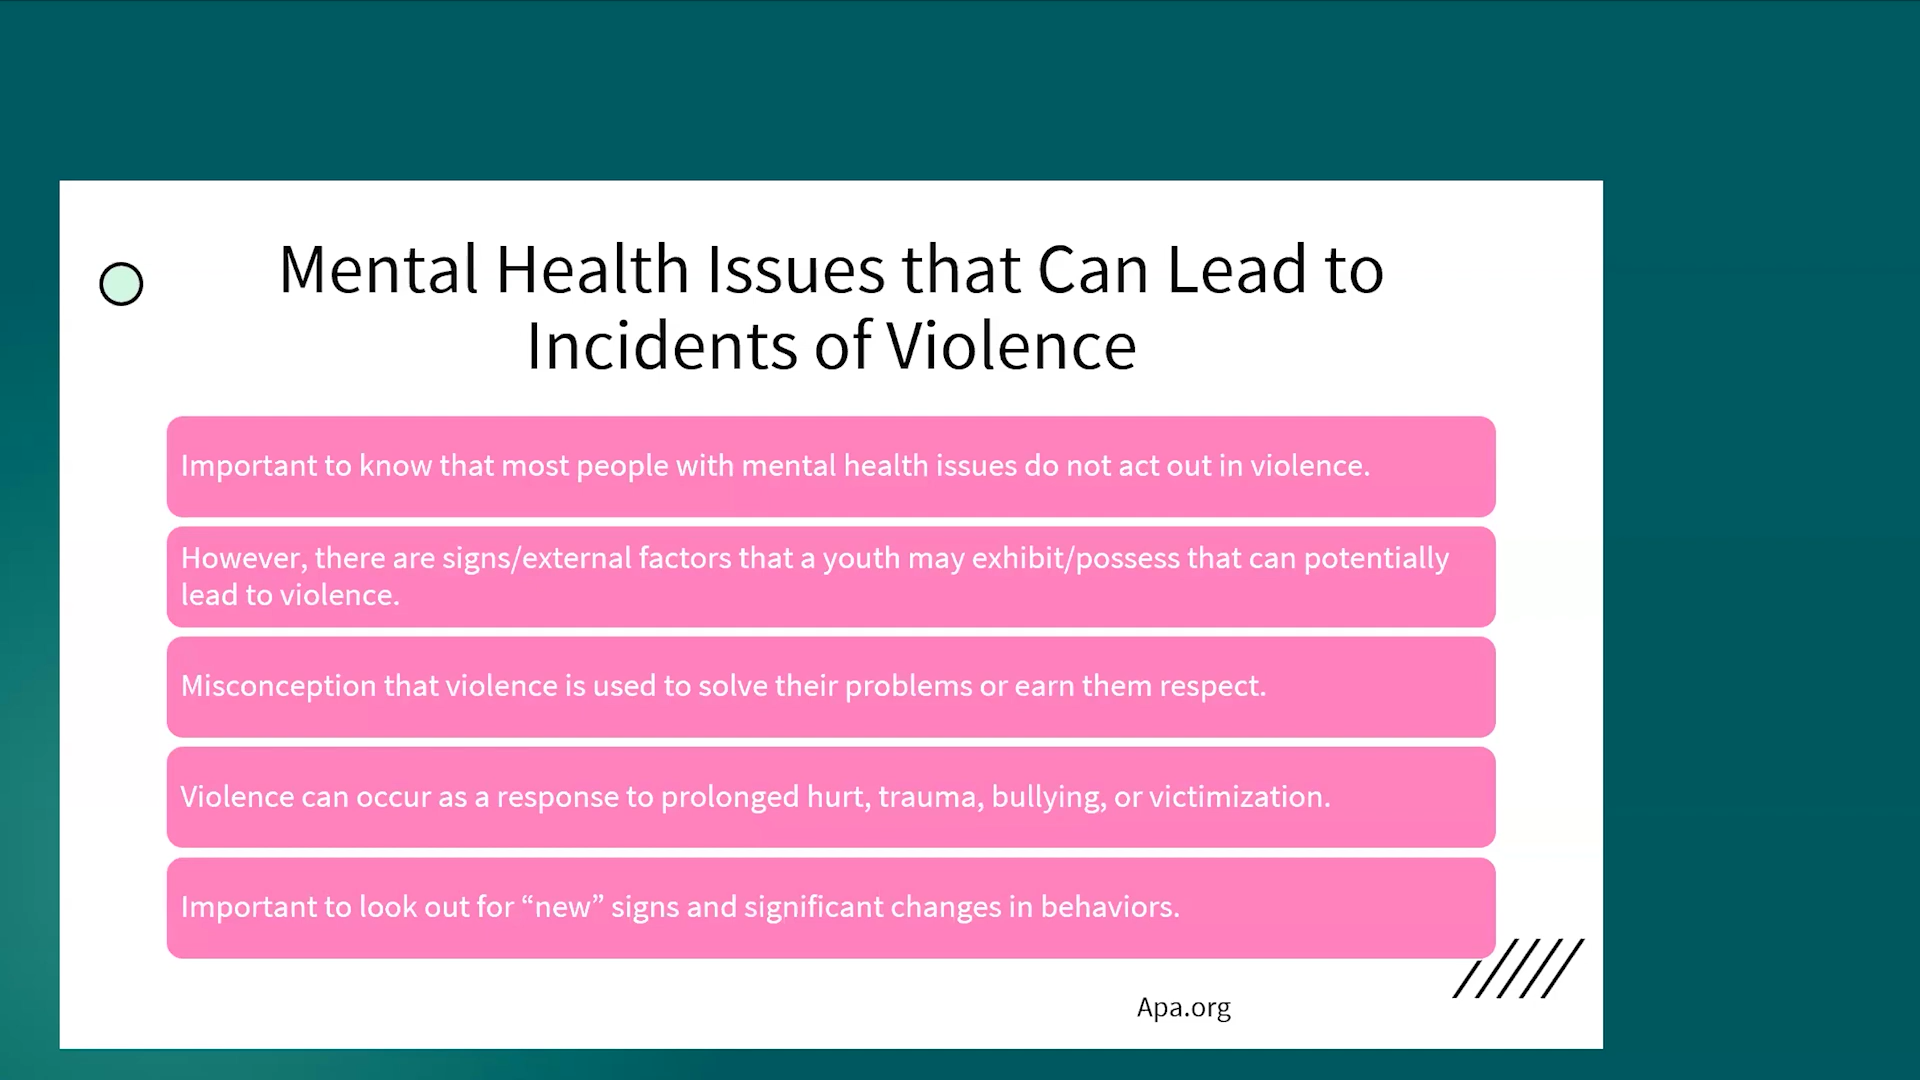 Mental Health Issues that Can Lead to
Incidents of Violence
Important to know that most people with mental health issues do not act out in violence.
However, there are signs/external factors that a youth may exhibit/possess that can potentially
lead to violence.
Misconception that violence is used to solve their problems or earn them respect.
Violence can occur as a response to prolonged hurt, trauma, bullying, or victimization.
Important to look out for “new” signs and significant changes in behaviors.
Apa.org